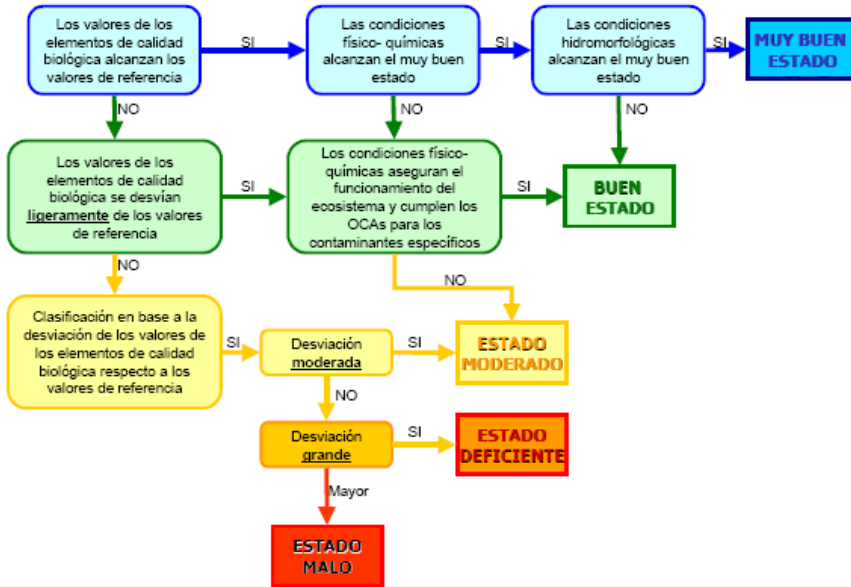 Los valores de los
elementos de calidad
biológica alcanzan los
valores de referencia
SI
Las condiciones
físico- químicas
alcanzan el muy buen
estado
SI
Las condiciones
hidromorfológicas
alcanzan el muy buen
estado
SI
MUY BUEN
ESTADO
NO
NO
NO
Los valores de los
elementos de calidad
biológica se desvían
ligeramente de los valores
de referencia
SI
Los condiciones físico-
químicas aseguran el
funcionamiento del
ecosistema y cumplen los
OCAs para los
contaminantes específicos
SI
BUEN
ESTADO
NO
NO
Clasificación en base a la
desviación de los valores de
los elementos de calidad
biológica respecto a los
valores de referencia
SI
Desviación
moderada
SI
ESTADO
MODERADO
NO
Desviación
grande
SI
ESTADO
DEFICIENTE
Mayor
ESTADO
MALO